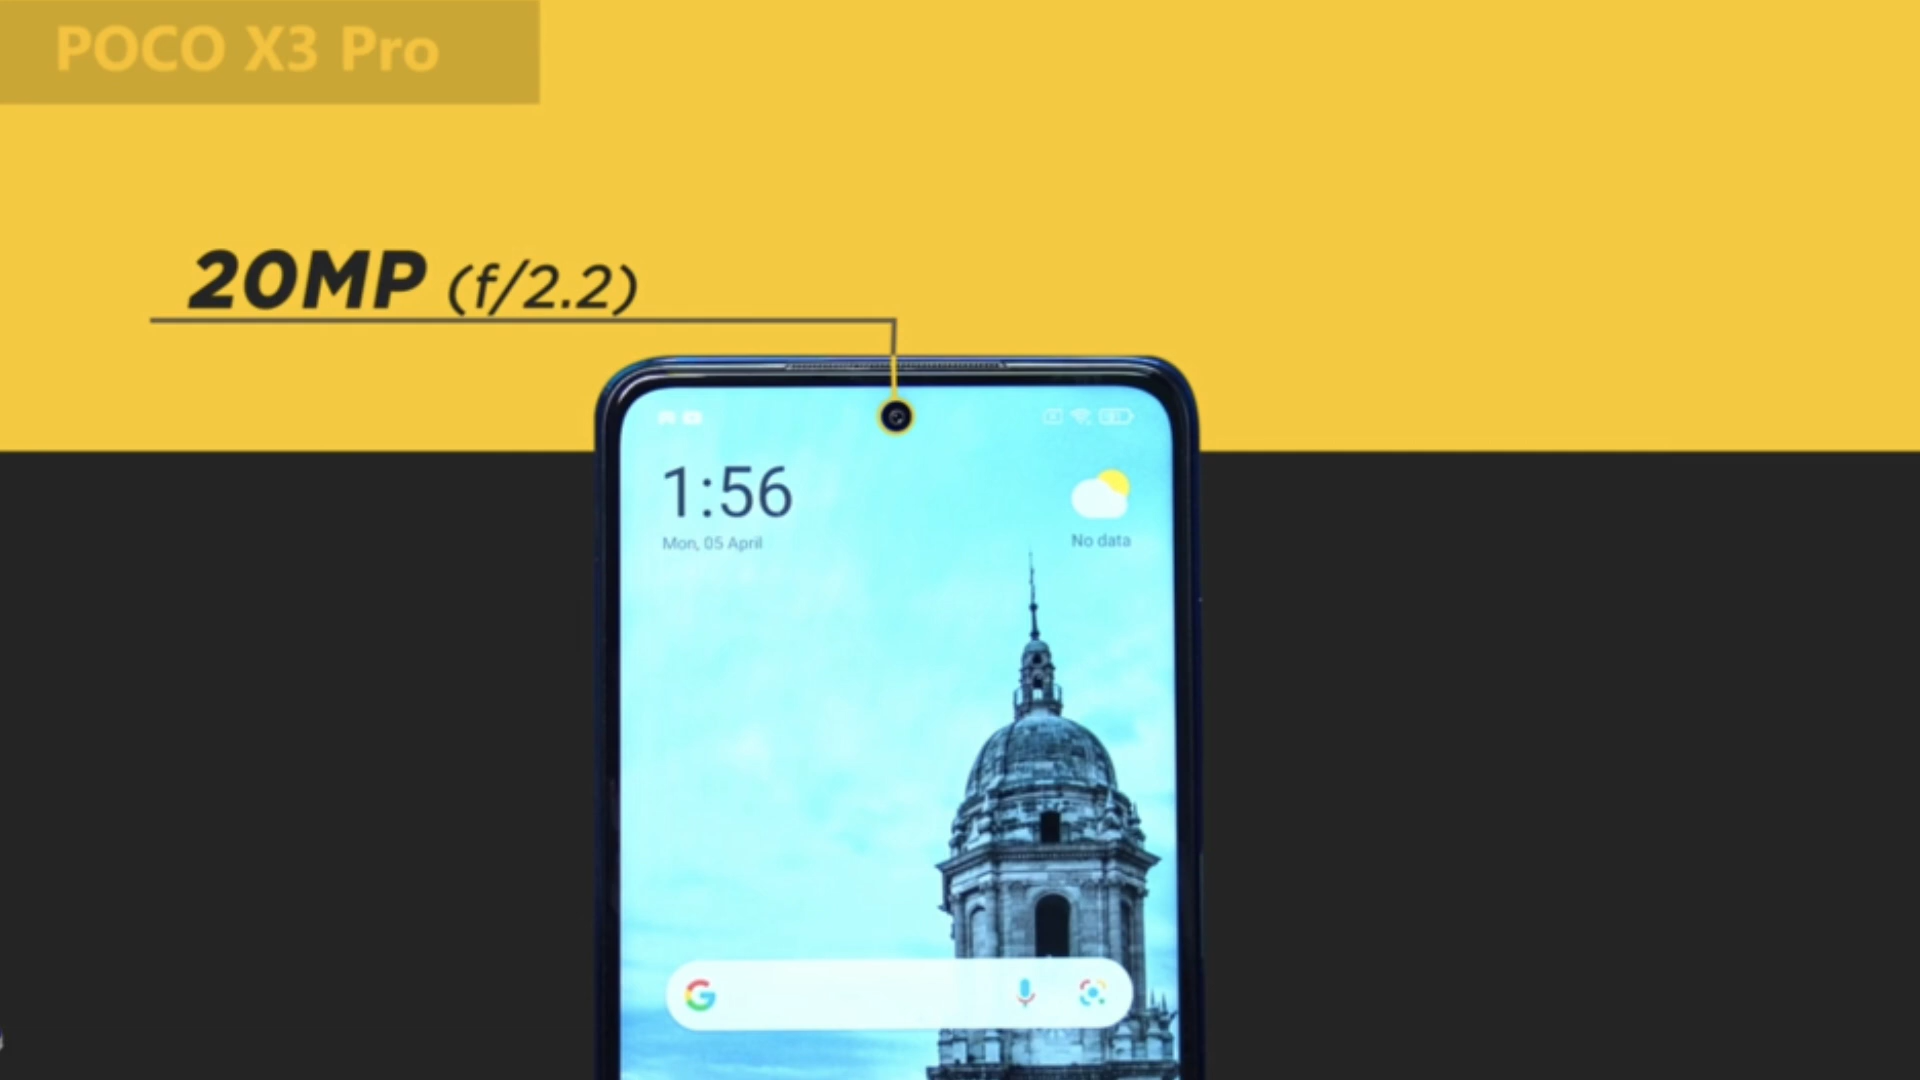 POCO X3 Pro
20MP (f/2.2)
1:56
Mon, 05 April
No data
G